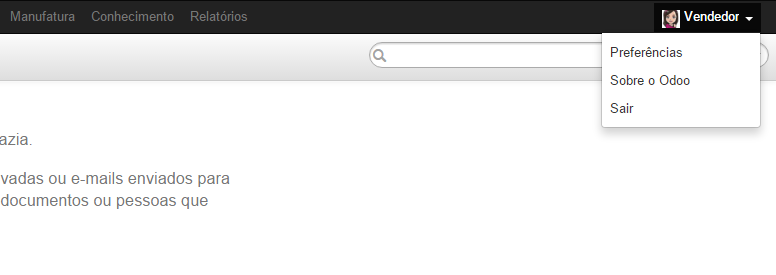 Manufatura Conhecimento Relatórios Vendedor
Preferências
Sobre o Odoo
Sair
azia.
vadas ou e-mails enviados para
documentos ou pessoas que